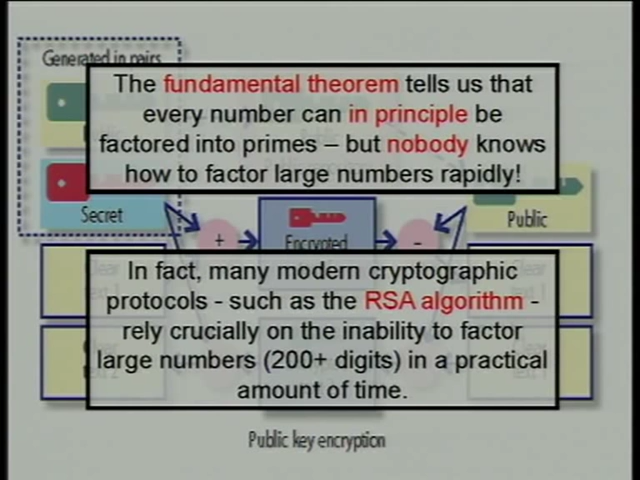 Generated in pairs
The fundamental theorem tells us that
every number can in principle be
factored into primes – but nobody knows
how to factor large numbers rapidly!
Secret
Public
+
Encrypted
-
In fact, many modern cryptographic
protocols - such as the RSA algorithm -
rely crucially on the inability to factor
large numbers (200+ digits) in a practical
amount of time.
Public key encryption